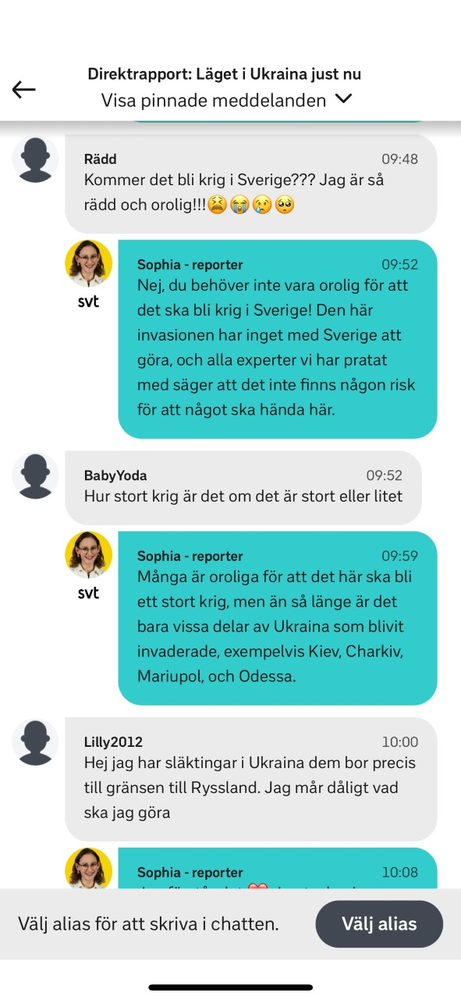 Direktrapport: Läget i Ukraina just nu
Visa pinnade meddelanden
Rädd 09:48
Kommer det bli krig i Sverige??? Jag är så
rädd och orolig!!!😫😭😢🥺
Sophia - reporter 09:52
svt
Nej, du behöver inte vara orolig för att
det ska bli krig i Sverige! Den här
invasionen har inget med Sverige att
göra, och alla experter vi har pratat
med säger att det inte finns någon risk
för att något ska hända här.
BabyYoda 09:52
Hur stort krig är det om det är stort eller litet
Sophia - reporter 09:59
svt
Många är oroliga för att det här ska bli
ett stort krig, men än så länge är det
bara vissa delar av Ukraina som blivit
invaderade, exempelvis Kiev, Charkiv,
Mariupol, och Odessa.
Lilly2012 10:00
Hej jag har släktingar i Ukraina dem bor precis
till gränsen till Ryssland. Jag mår dåligt vad
ska jag göra
Sophia - reporter 10:08
Välj alias för att skriva i chatten.
Välj alias